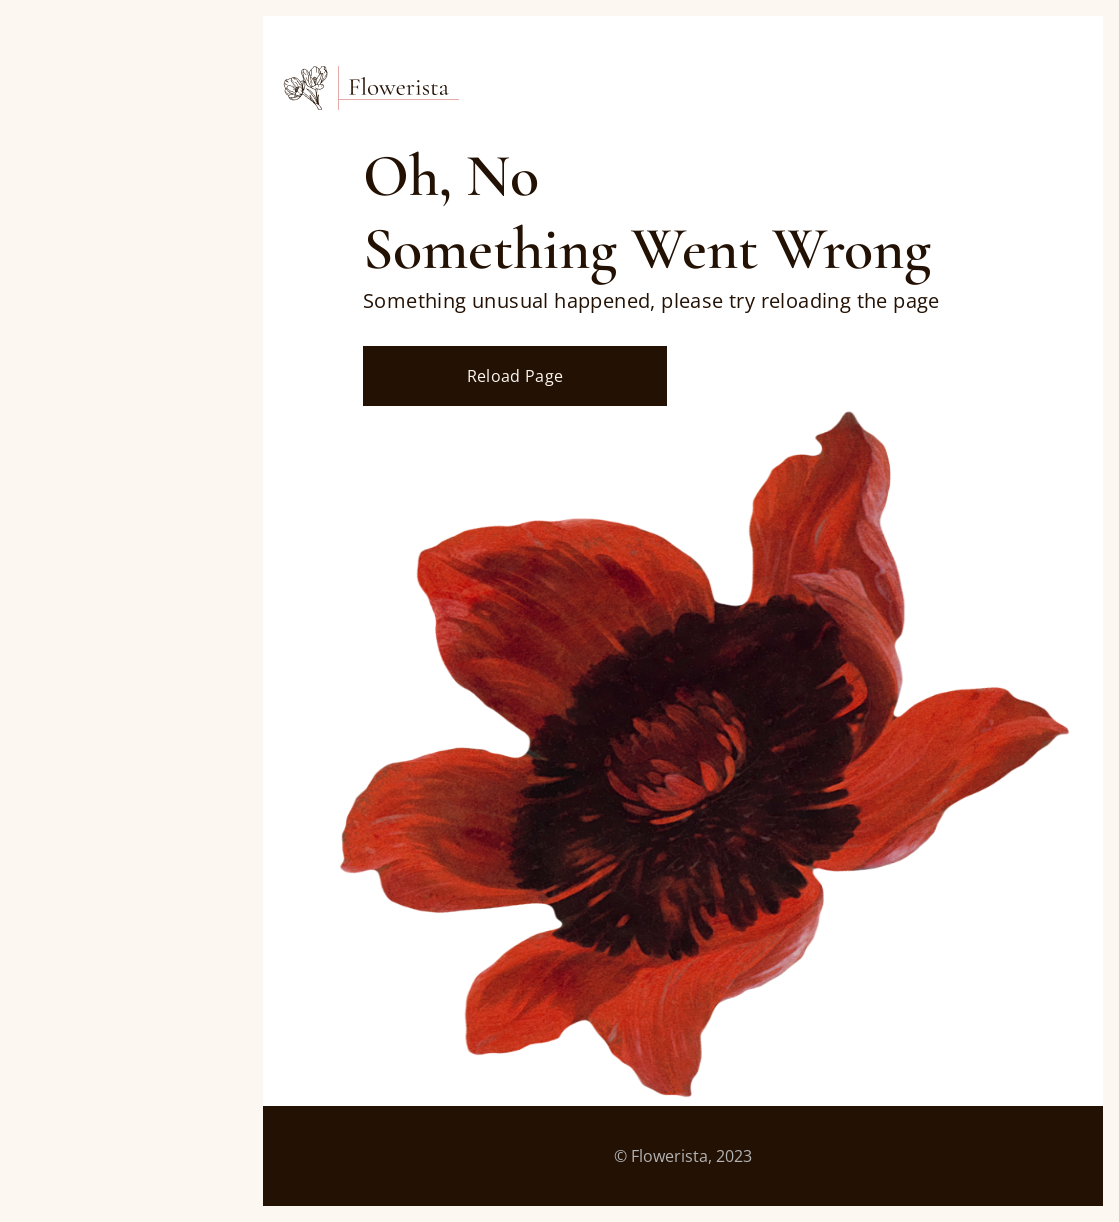 Flowerista
Oh, No
Something Went Wrong
Something unusual happened, please try reloading the page
Reload Page
© Flowerista, 2023